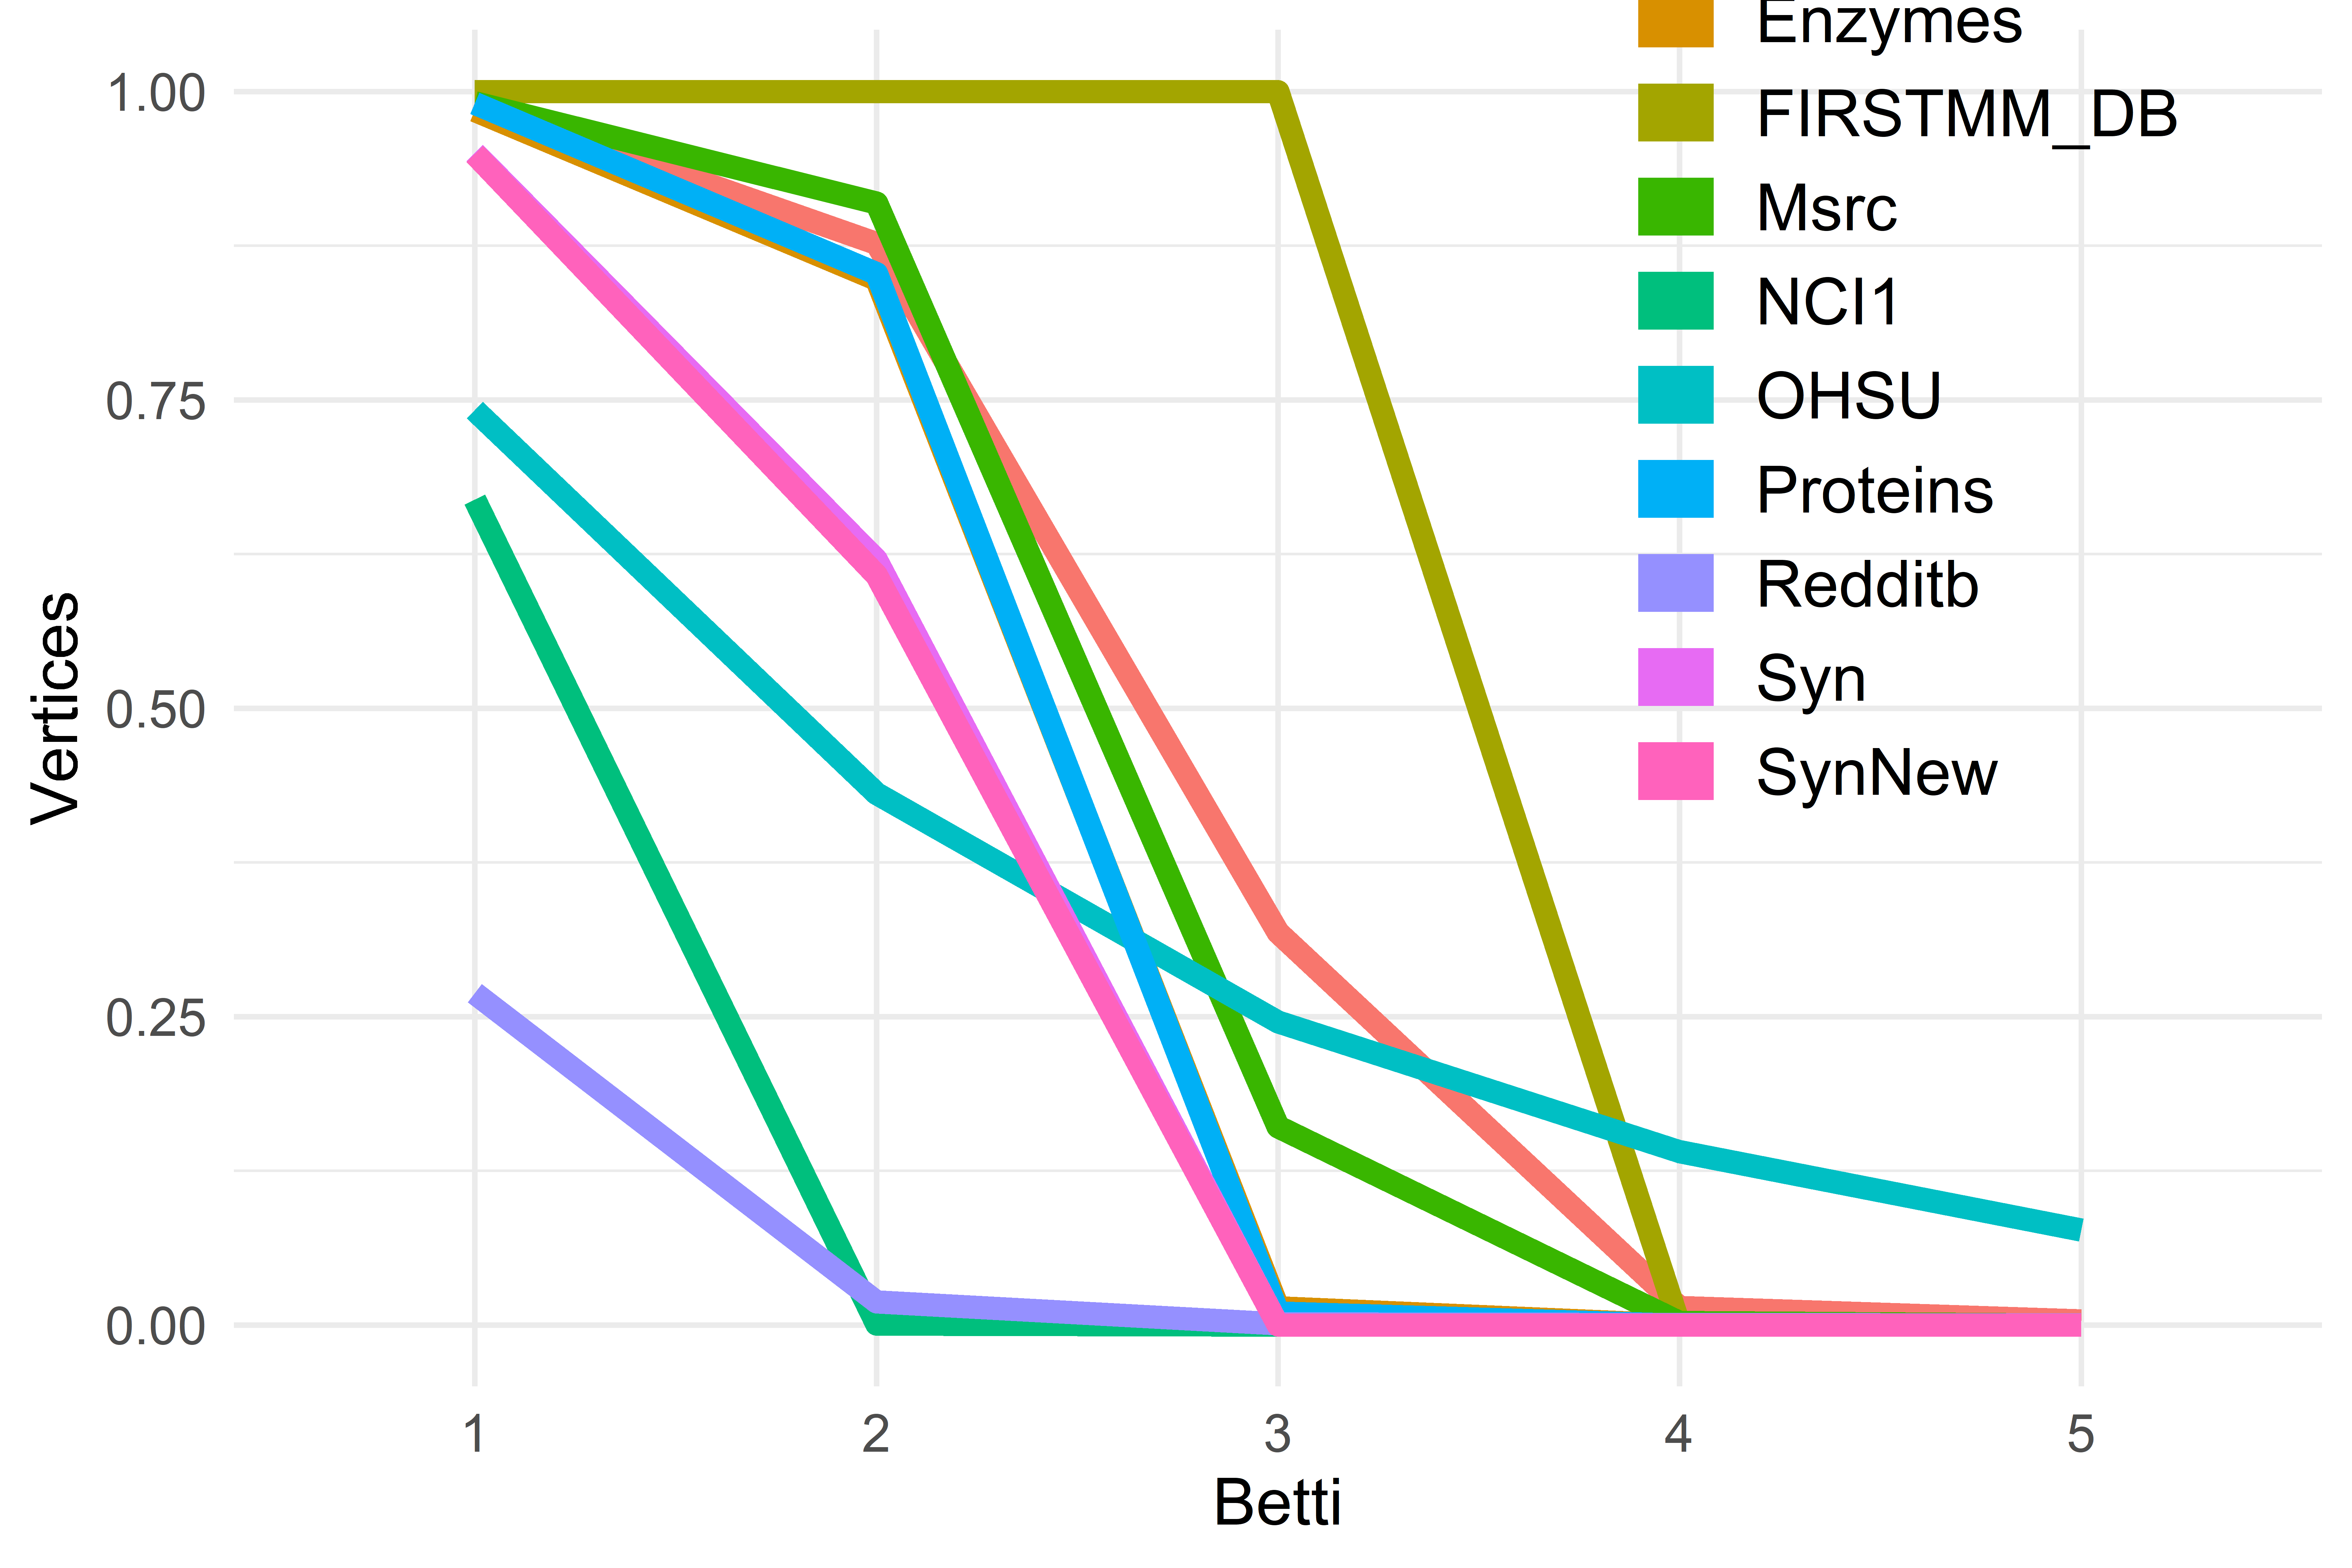 Enzymes
FIRSTMM_DB
Msrc
NCI1
OHSU
Proteins
Redditb
Syn
SynNew
1.00
0.75
0.50
0.25
0.00
Vertices
1 2 3 4 5
Betti